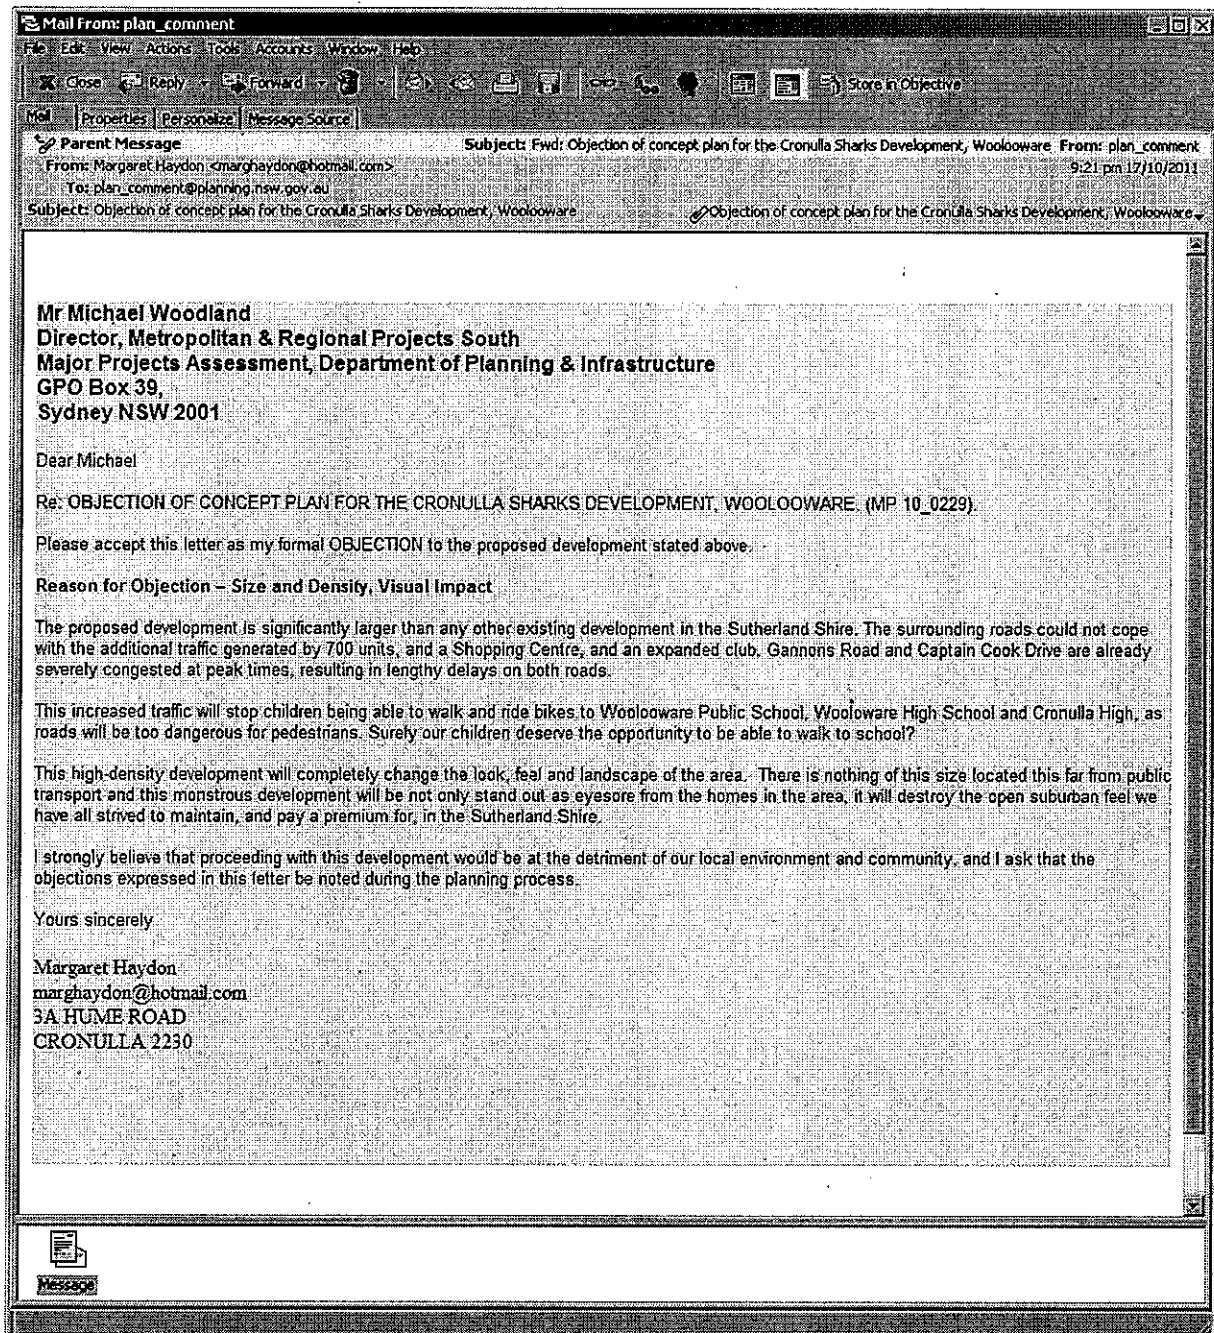 Mail From: plan_comment
File Edit View Actions Tools Accounts Window Help
Close Reply Forward Store in Objective
Mail Properties Personalize Message Source
Parent Message Subject: Fwd: Objection of concept plan for the Cronulla Sharks Development, Woolooware From: plan_comment
From: Margaret Haydon <marghaydon@hotmail.com> 9:21 pm 17/10/2011
To: plan_comment@planning.nsw.gov.au
Subject: Objection of concept plan for the Cronulla Sharks Development, Woolooware Objection of concept plan for the Cronulla Sharks Development, Woolooware
Mr Michael Woodland
Director, Metropolitan & Regional Projects South
Major Projects Assessment, Department of Planning & Infrastructure
GPO Box 39,
Sydney NSW 2001
Dear Michael
Re: OBJECTION OF CONCEPT PLAN FOR THE CRONULLA SHARKS DEVELOPMENT, WOOLOOWARE. (MP 10_0229).
Please accept this letter as my formal OBJECTION to the proposed development stated above.
Reason for Objection – Size and Density, Visual Impact
The proposed development is significantly larger than any other existing development in the Sutherland Shire. The surrounding roads could not cope
with the additional traffic generated by 700 units, and a Shopping Centre, and an expanded club, Gannons Road and Captain Cook Drive are already
severely congested at peak times, resulting in lengthy delays on both roads.
This increased traffic will stop children being able to walk and ride bikes to Woolooware Public School, Wooloware High School and Cronulla High, as
roads will be too dangerous for pedestrians. Surely our children deserve the opportunity to be able to walk to school?
This high-density development will completely change the look, feel and landscape of the area. There is nothing of this size located this far from public
transport and this monstrous development will be not only stand out as eyesore from the homes in the area, it will destroy the open suburban feel we
have all strived to maintain, and pay a premium for, in the Sutherland Shire.
I strongly believe that proceeding with this development would be at the detriment of our local environment and community, and I ask that the
objections expressed in this letter be noted during the planning process.
Yours sincerely
Margaret Haydon
marghaydon@hotmail.com
3A HUME ROAD
CRONULLA 2230
Message